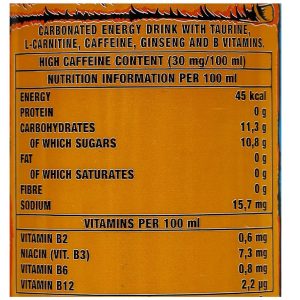 CARBONATED ENERGY DRINK WITH TAURINE,
L-CARNITINE, CAFFEINE, GINSENG AND B VITAMINS.
HIGH CAFFEINE CONTENT (30 mg/100 ml)
NUTRITION INFORMATION PER 100 ml
ENERGY 45 kcal
PROTEIN 0 g
CARBOHYDRATES 11,3 g
OF WHICH SUGARS 10,8 g
FAT 0 g
OF WHICH SATURATES 0 g
FIBRE 0 g
SODIUM 15,7 mg
VITAMINS PER 100 ml
VITAMIN B2 0,6 mg
NIACIN (VIT. B3) 7,3 mg
VITAMIN B6 0,8 mg
VITAMIN B12 2,2 µg